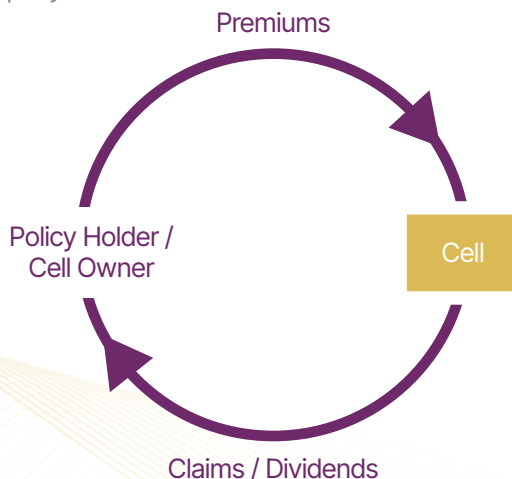 Premiums
Policy Holder /
Cell Owner
Cell
Claims / Dividends